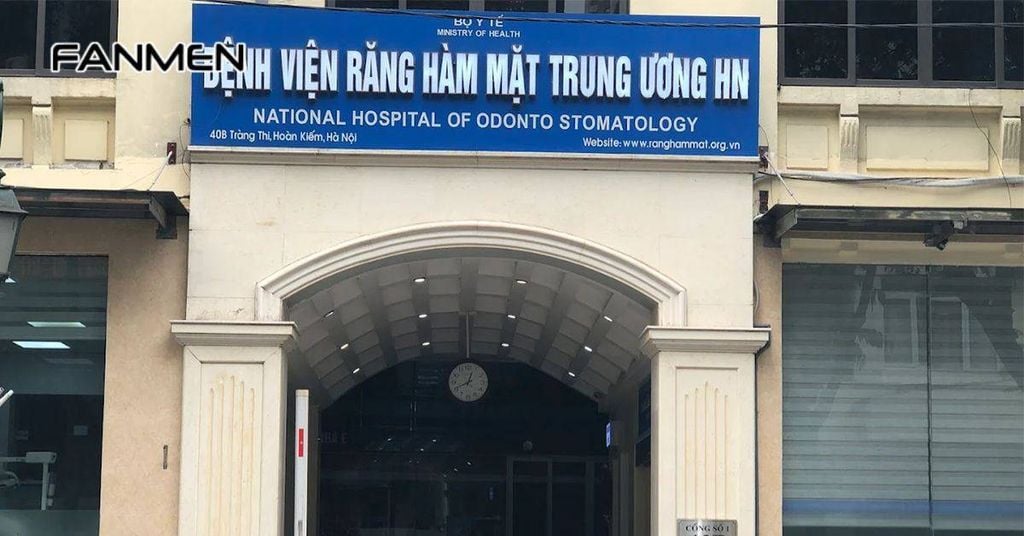 FANMEN
BỘ Y TẾ
MINISTRY OF HEALTH
BỆNH VIỆN RĂNG HÀM MẶT TRUNG ƯƠNG HN
NATIONAL HOSPITAL OF ODONTO STOMATOLOGY
40B Tràng Thi, Hoàn Kiếm, Hà Nội
Website: www.ranghammat.org.vn
CỔNG SỐ 1